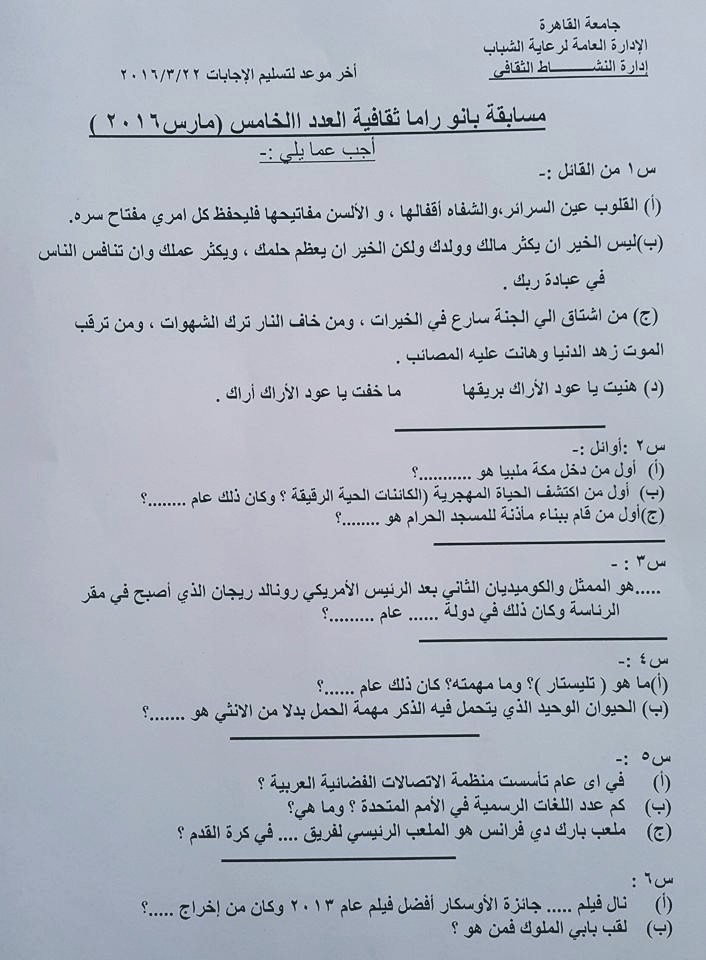 جامعة القاهرة
الإدارة العامة لرعاية الشباب
إدارة النشـــــــاط الثقافي
أخر موعد لتسليم الإجابات ٢٠١٦/٣/٢٢
مسابقة بانو راما ثقافية العدد االخامس (مارس٢٠١٦ )
أجب عما يلي :-
س١ من القائل :-
(أ) القلوب عين السرائر،والشفاه أقفالها ، و الألسن مفاتيحها فليحفظ كل امري مفتاح سره.
(ب)ليس الخير ان يكثر مالك وولدك ولكن الخير ان يعظم حلمك ، ويكثر عملك وان تنافس الناس
في عبادة ربك .
(ج) من اشتاق الي الجنة سارع في الخيرات ، ومن خاف النار ترك الشهوات ، ومن ترقب
الموت زهد الدنيا وهانت عليه المصائب .
(د) هنيت يا عود الأراك بريقها ما خفت يا عود الأراك أراك .
س٢ :أوائل :-
(أ) أول من دخل مكة ملبيا هو ...........؟
(ب) أول من اكتشف الحياة المهجرية (الكائنات الحية الرقيقة ؟ وكان ذلك عام ........؟
(ج)أول من قام ببناء مأذنة للمسجد الحرام هو ........؟
س٣ : -
.....هو الممثل والكوميديان الثاني بعد الرئيس الأمريكي رونالد ريجان الذي أصبح في مقر
الرئاسة وكان ذلك في دولة ...... عام .........؟
س٤ :-
(أ)ما هو ( تليستار )؟ وما مهمته؟ كان ذلك عام ......؟
(ب) الحيوان الوحيد الذي يتحمل فيه الذكر مهمة الحمل بدلا من الانثي هو .......؟
س٥ :-
(أ) في اى عام تأسست منظمة الاتصالات الفضائية العربية ؟
(ب) كم عدد اللغات الرسمية في الأمم المتحدة ؟ وما هي؟
(ج) ملعب بارك دي فرانس هو الملعب الرئيسي لفريق .... في كرة القدم ؟
س٦ :
(أ) نال فيلم ..... جائزة الأوسكار أفضل فيلم عام ٢٠١٣ وكان من إخراج .....؟
(ب) لقب بابي الملوك فمن هو ؟